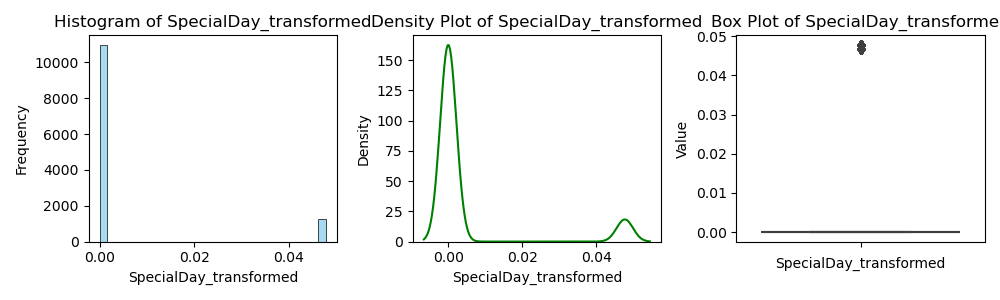 Histogram of SpecialDay_transformed
Frequency
10000
8000
6000
4000
2000
0
0.00 0.02 0.04
SpecialDay_transformed
Density Plot of SpecialDay_transformed
Density
150
125
100
75
50
25
0
0.00 0.02 0.04
SpecialDay_transformed
Box Plot of SpecialDay_transforme
Value
0.05
0.04
0.03
0.02
0.01
0.00
SpecialDay_transformed